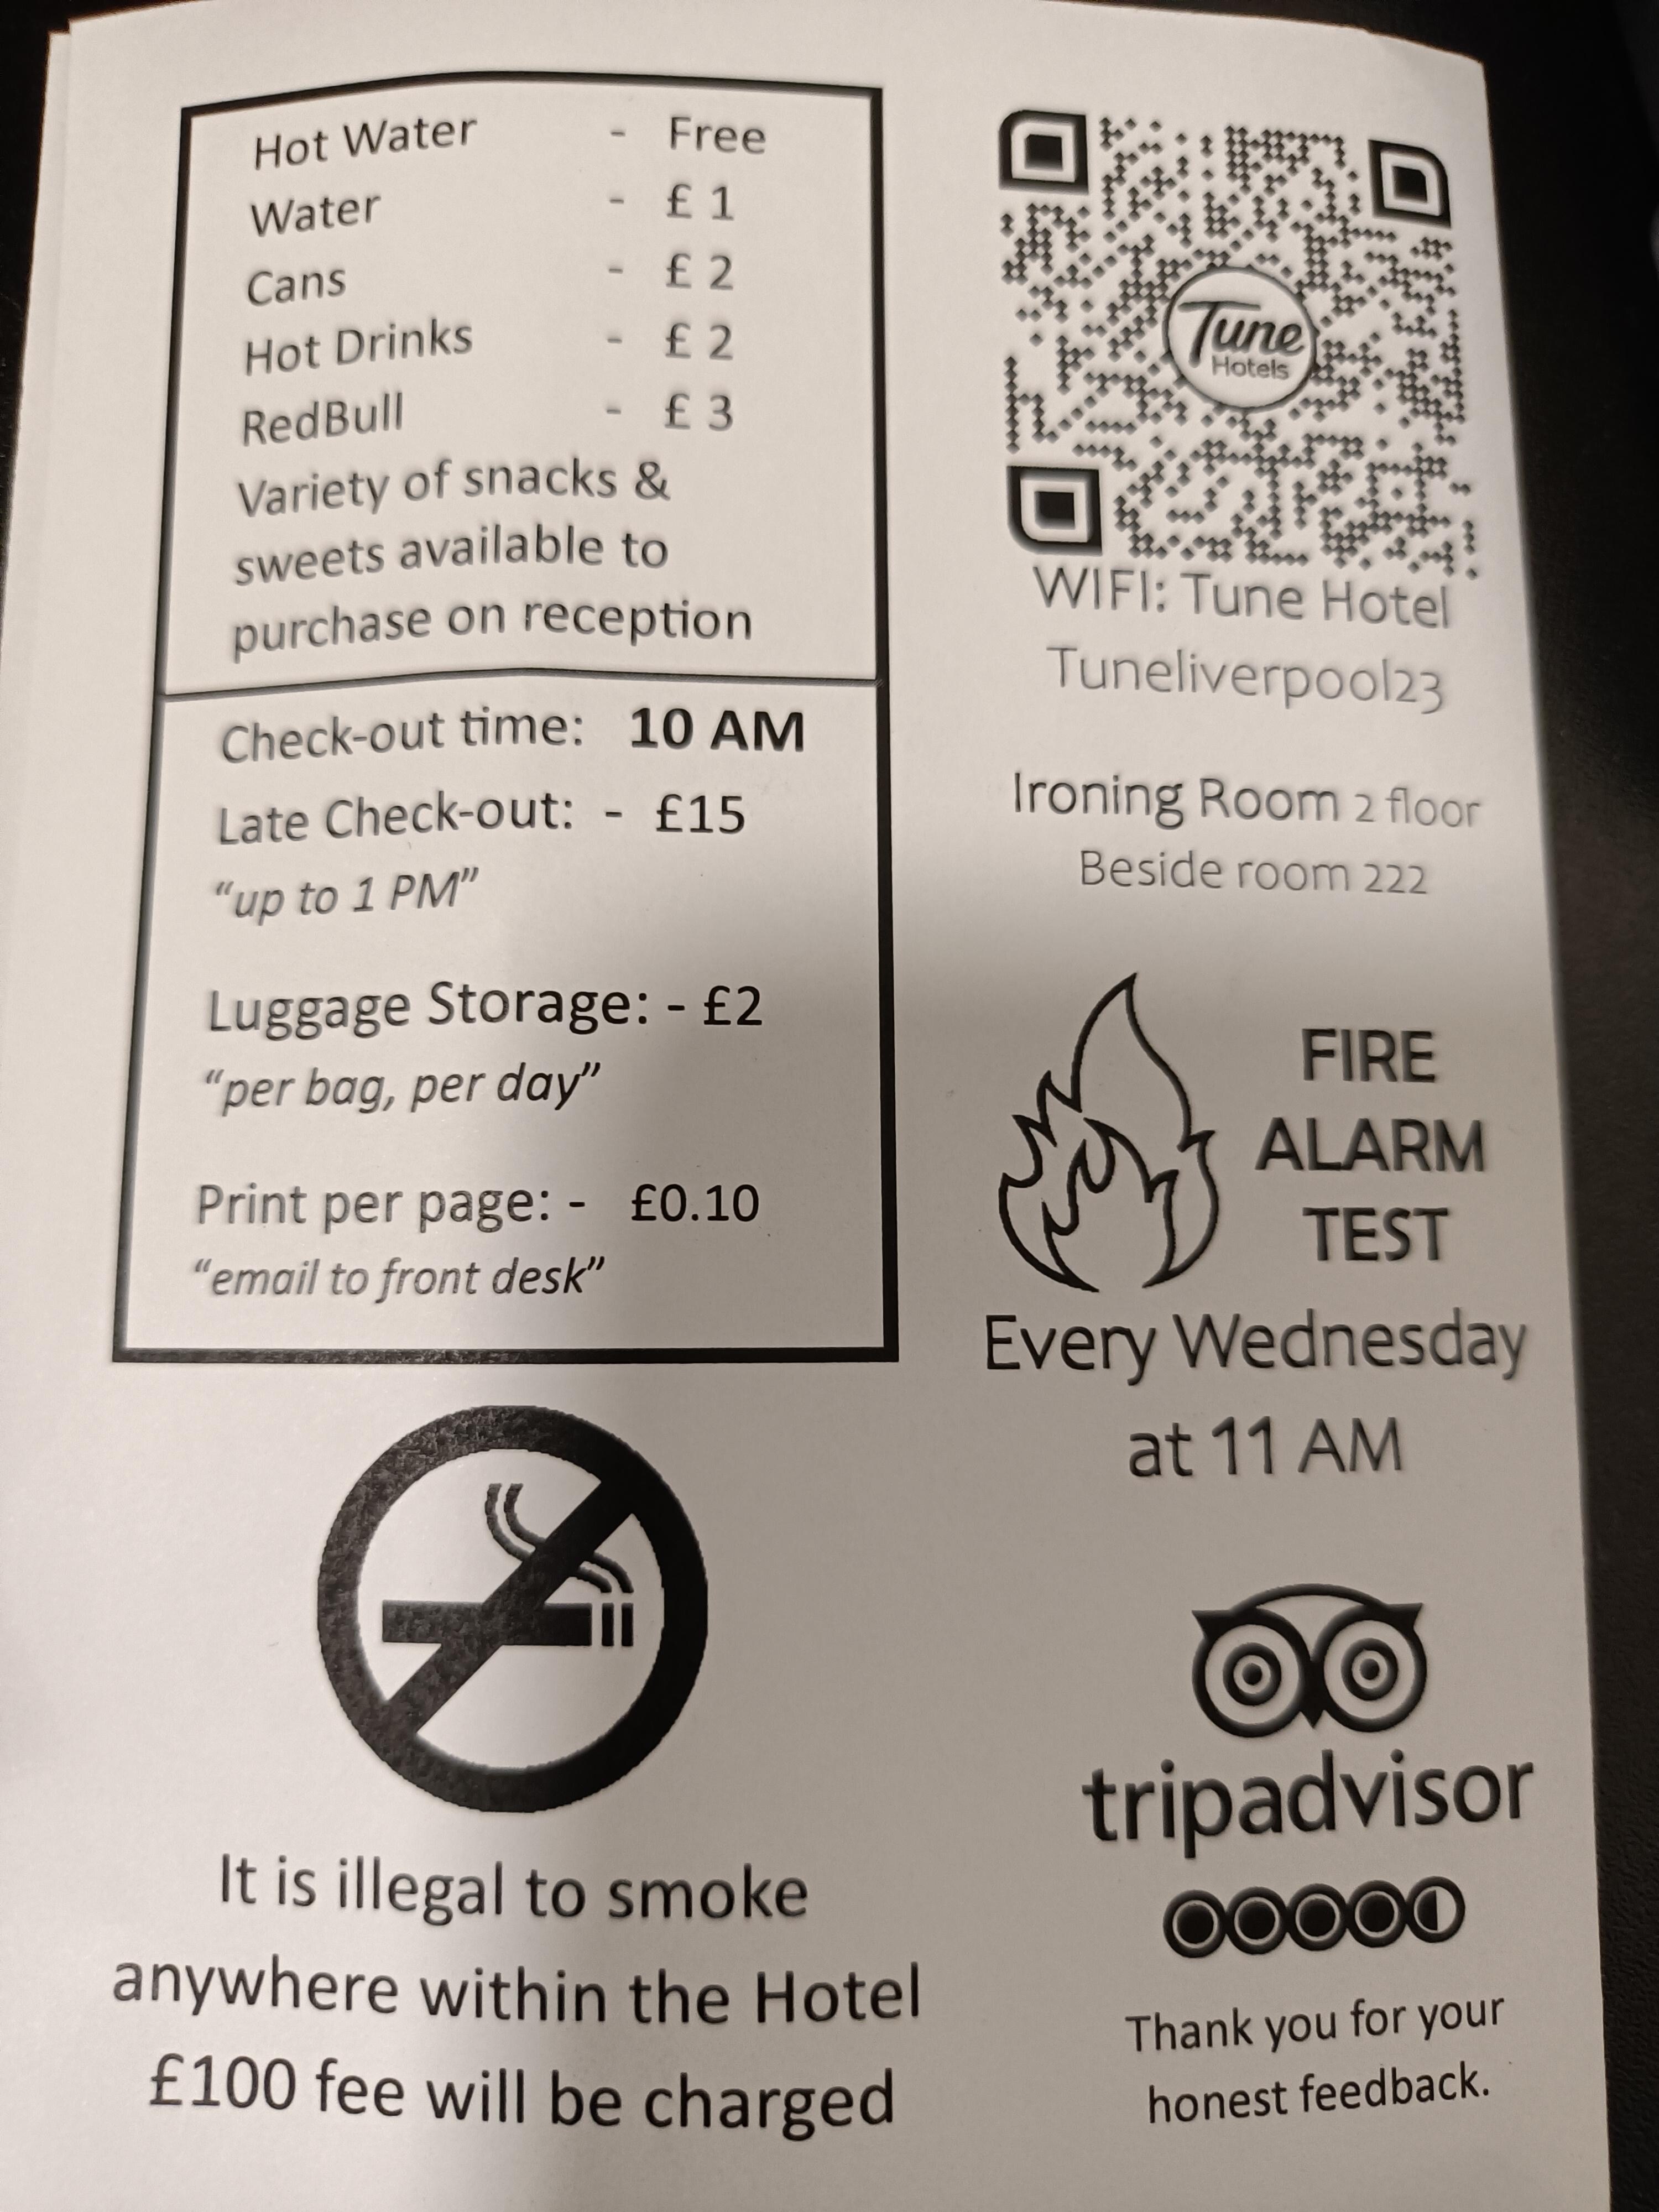 Hot Water - Free
Water - £ 1
Cans - £ 2
Hot Drinks - £ 2
RedBull - £ 3
Variety of snacks &
sweets available to
purchase on reception
Check-out time: 10 AM
Late Check-out: - £15
“up to 1 PM”
Luggage Storage: - £2
“per bag, per day”
Print per page: - £0.10
“email to front desk”
It is illegal to smoke
anywhere within the Hotel
£100 fee will be charged
Tune
Hotels
WIFI: Tune Hotel
Tuneliverpool23
Ironing Room 2 floor
Beside room 222
FIRE
ALARM
TEST
Every Wednesday
at 11 AM
tripadvisor
Thank you for your
honest feedback.